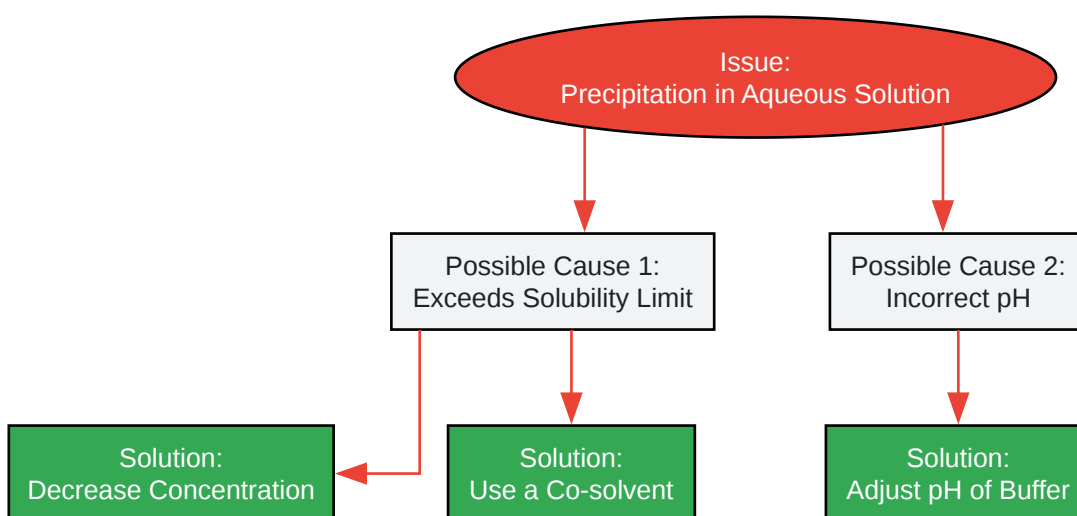 Issue:
Precipitation in Aqueous Solution
Possible Cause 1:
Exceeds Solubility Limit
Possible Cause 2:
Incorrect pH
Solution:
Decrease Concentration
Solution:
Use a Co-solvent
Solution:
Adjust pH of Buffer